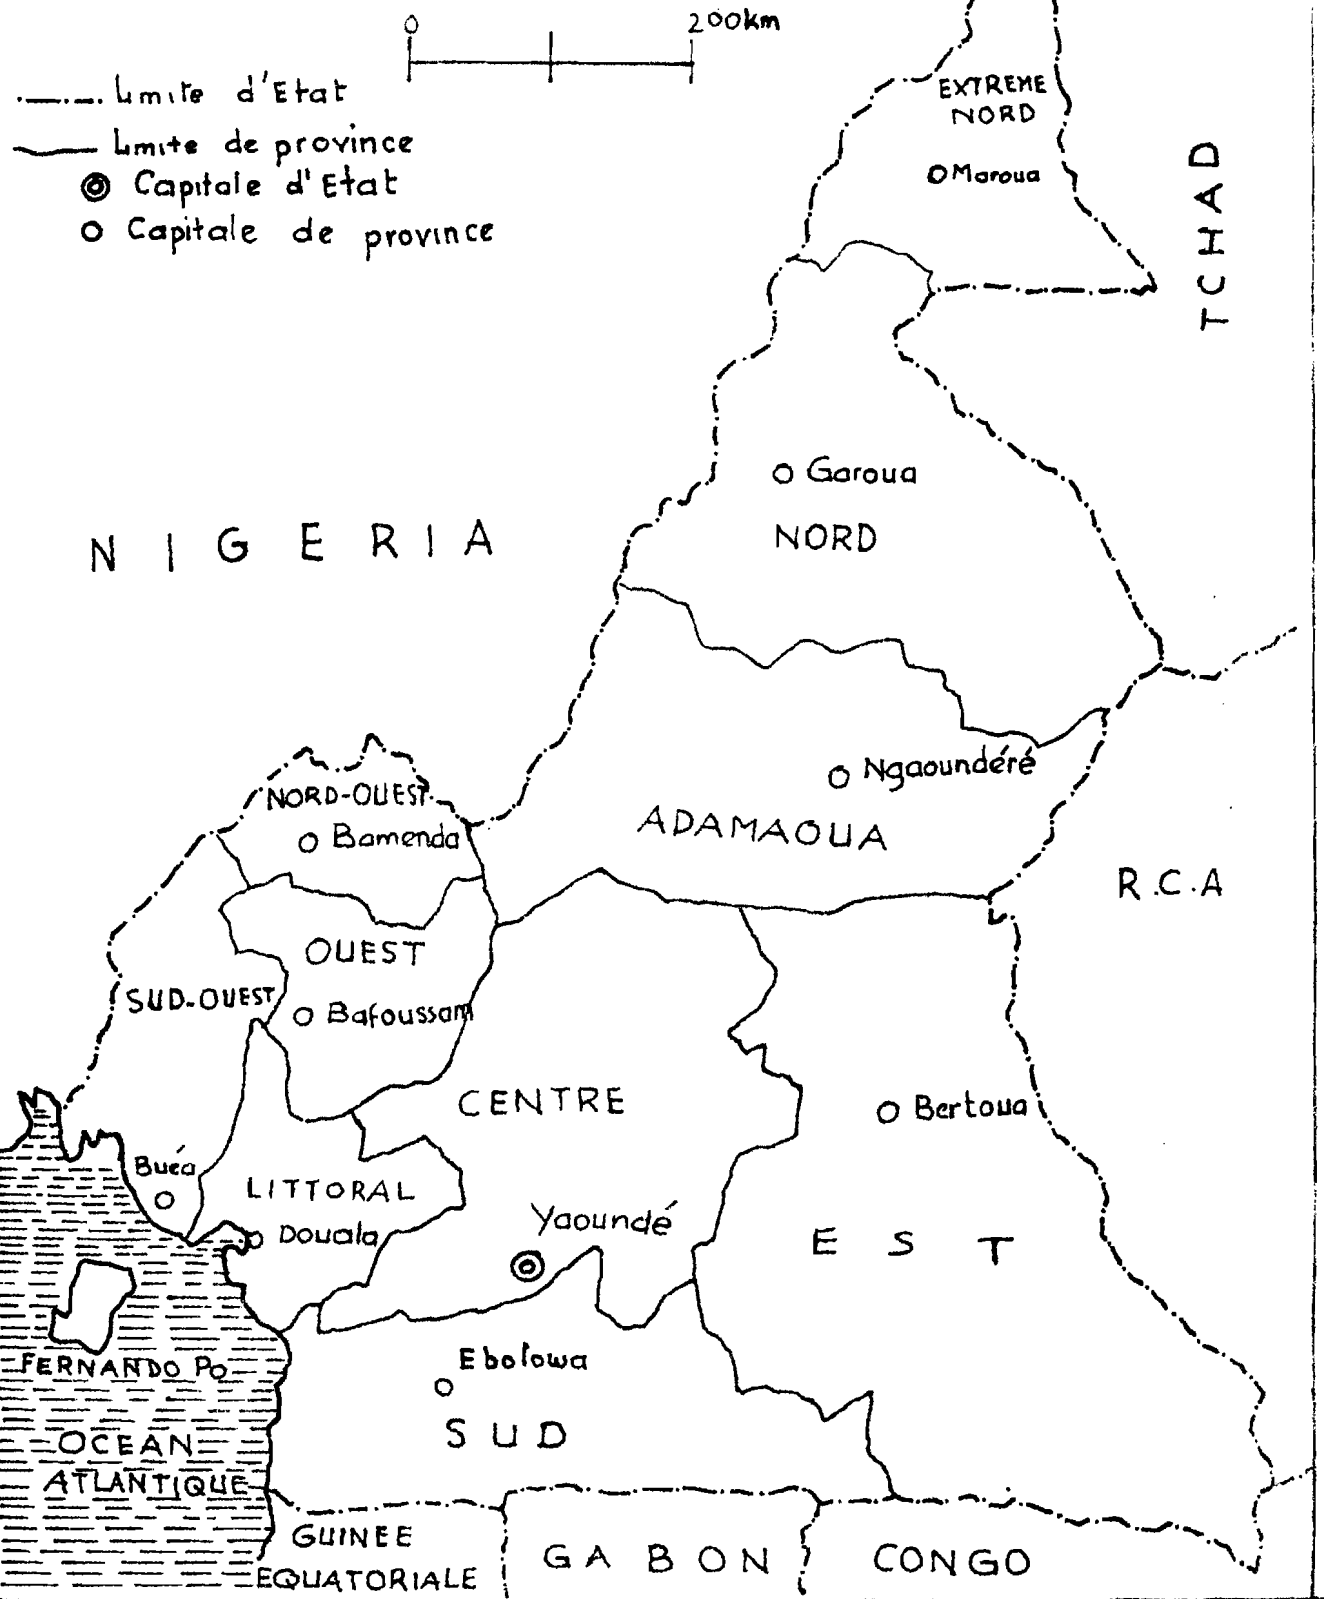 0 200km
Limite d'Etat
Limite de province
Capitale d'Etat
Capitale de province
EXTREME
NORD
Maroua
TCHAD
Garoua
NORD
NIGERIA
Ngaoundéré
ADAMAOUA
NORD-OUEST
Bamenda
R.C.A
OUEST
SUD-OUEST
Bafoussam
CENTRE
Bertoua
Buéa
LITTORAL
Douala
Yaoundé
EST
FERNANDO PO
Ebolowa
SUD
OCEAN
ATLANTIQUE
GUINEE
EQUATORIALE
GABON
CONGO